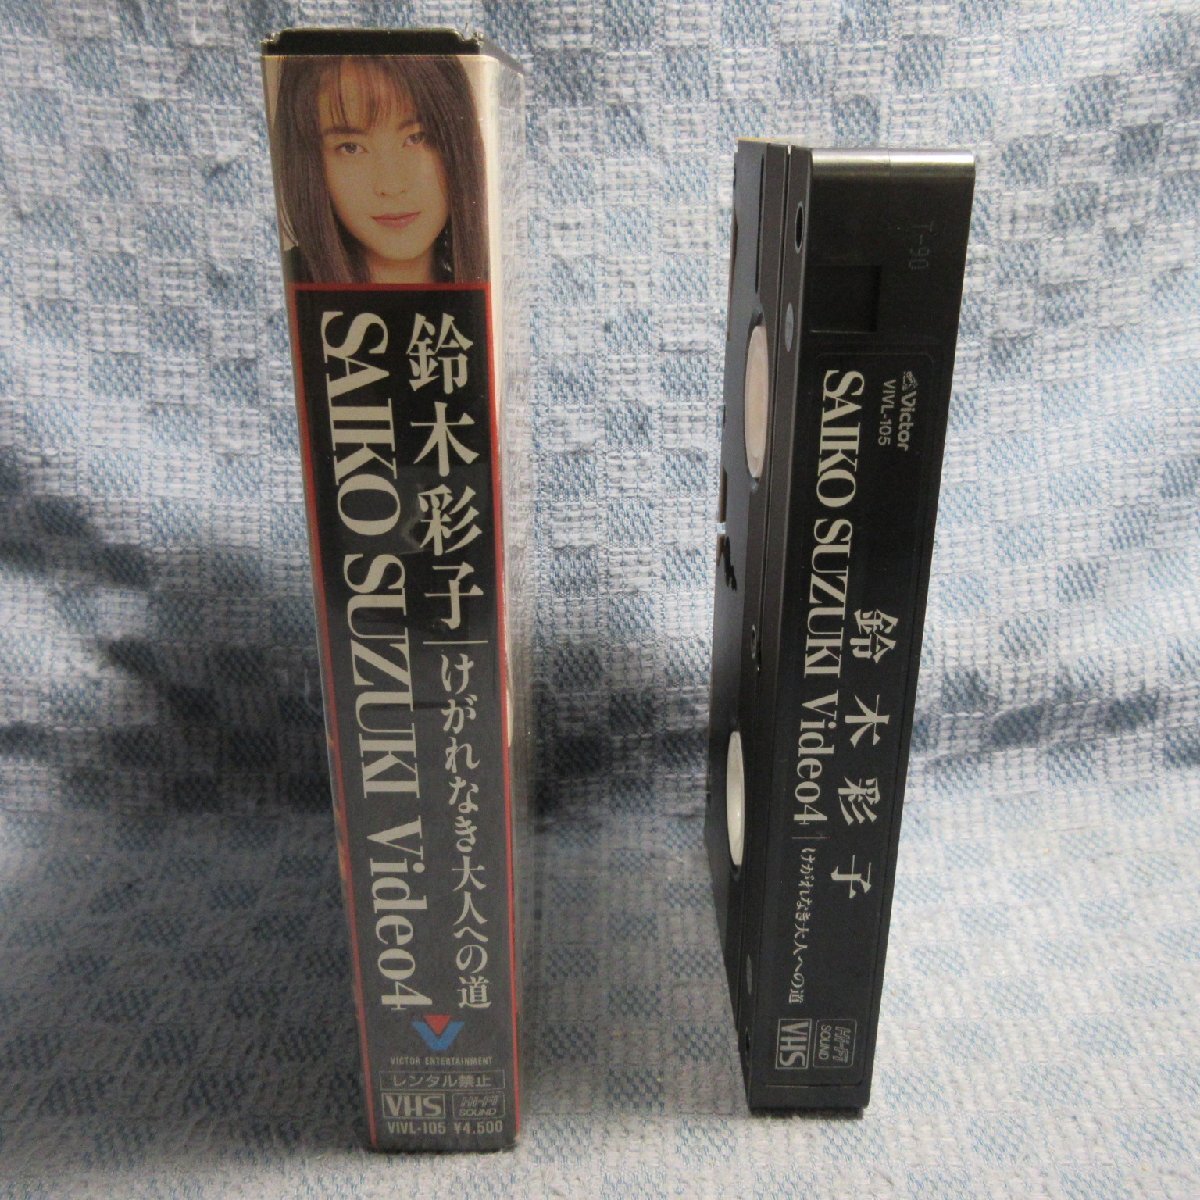 鈴木彩子 けがれなき大人への道
SAIKO SUZUKI Video4
VICTOR ENTERTAINMENT
レンタル禁止
VHS
Hi-Fi
SOUND
VIVL-105 ¥4,500
T-90
Victor
VIVL-105
SAIKO SUZUKI Video4 けがれなき大人への道
鈴木彩子
VHS
Hi-Fi
SOUND